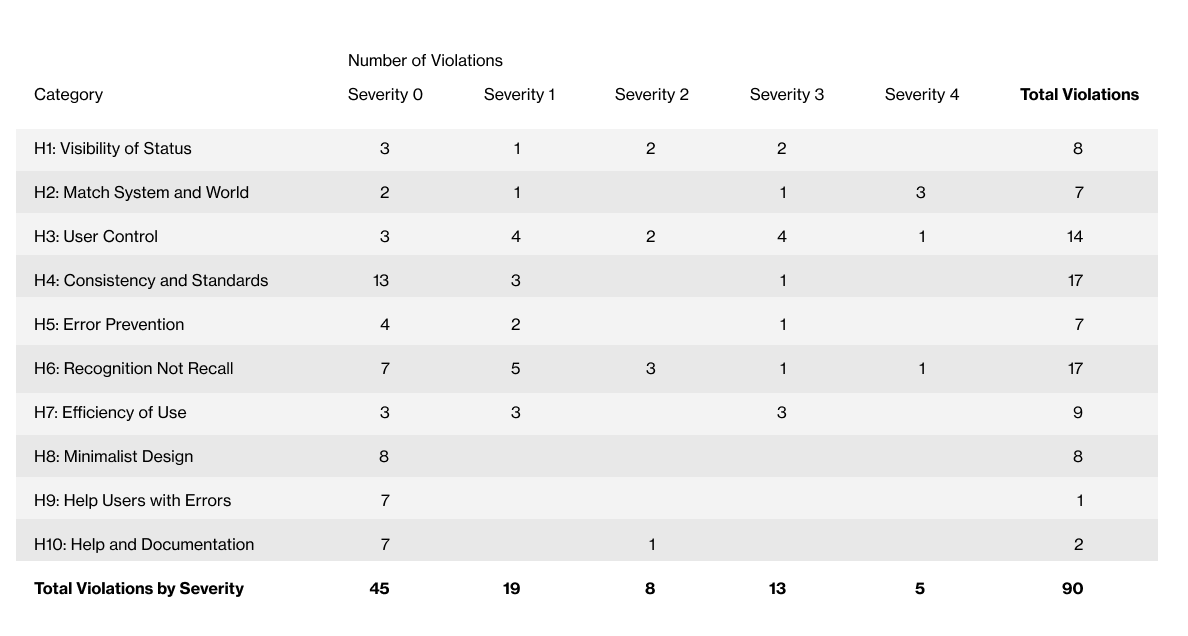 Number of Violations
Category Severity 0 Severity 1 Severity 2 Severity 3 Severity 4 Total Violations
H1: Visibility of Status 3 1 2 2 8
H2: Match System and World 2 1 1 3 7
H3: User Control 3 4 2 4 1 14
H4: Consistency and Standards 13 3 1 17
H5: Error Prevention 4 2 1 7
H6: Recognition Not Recall 7 5 3 1 1 17
H7: Efficiency of Use 3 3 3 9
H8: Minimalist Design 8 8
H9: Help Users with Errors 7 1
H10: Help and Documentation 7 1 2
Total Violations by Severity 45 19 8 13 5 90